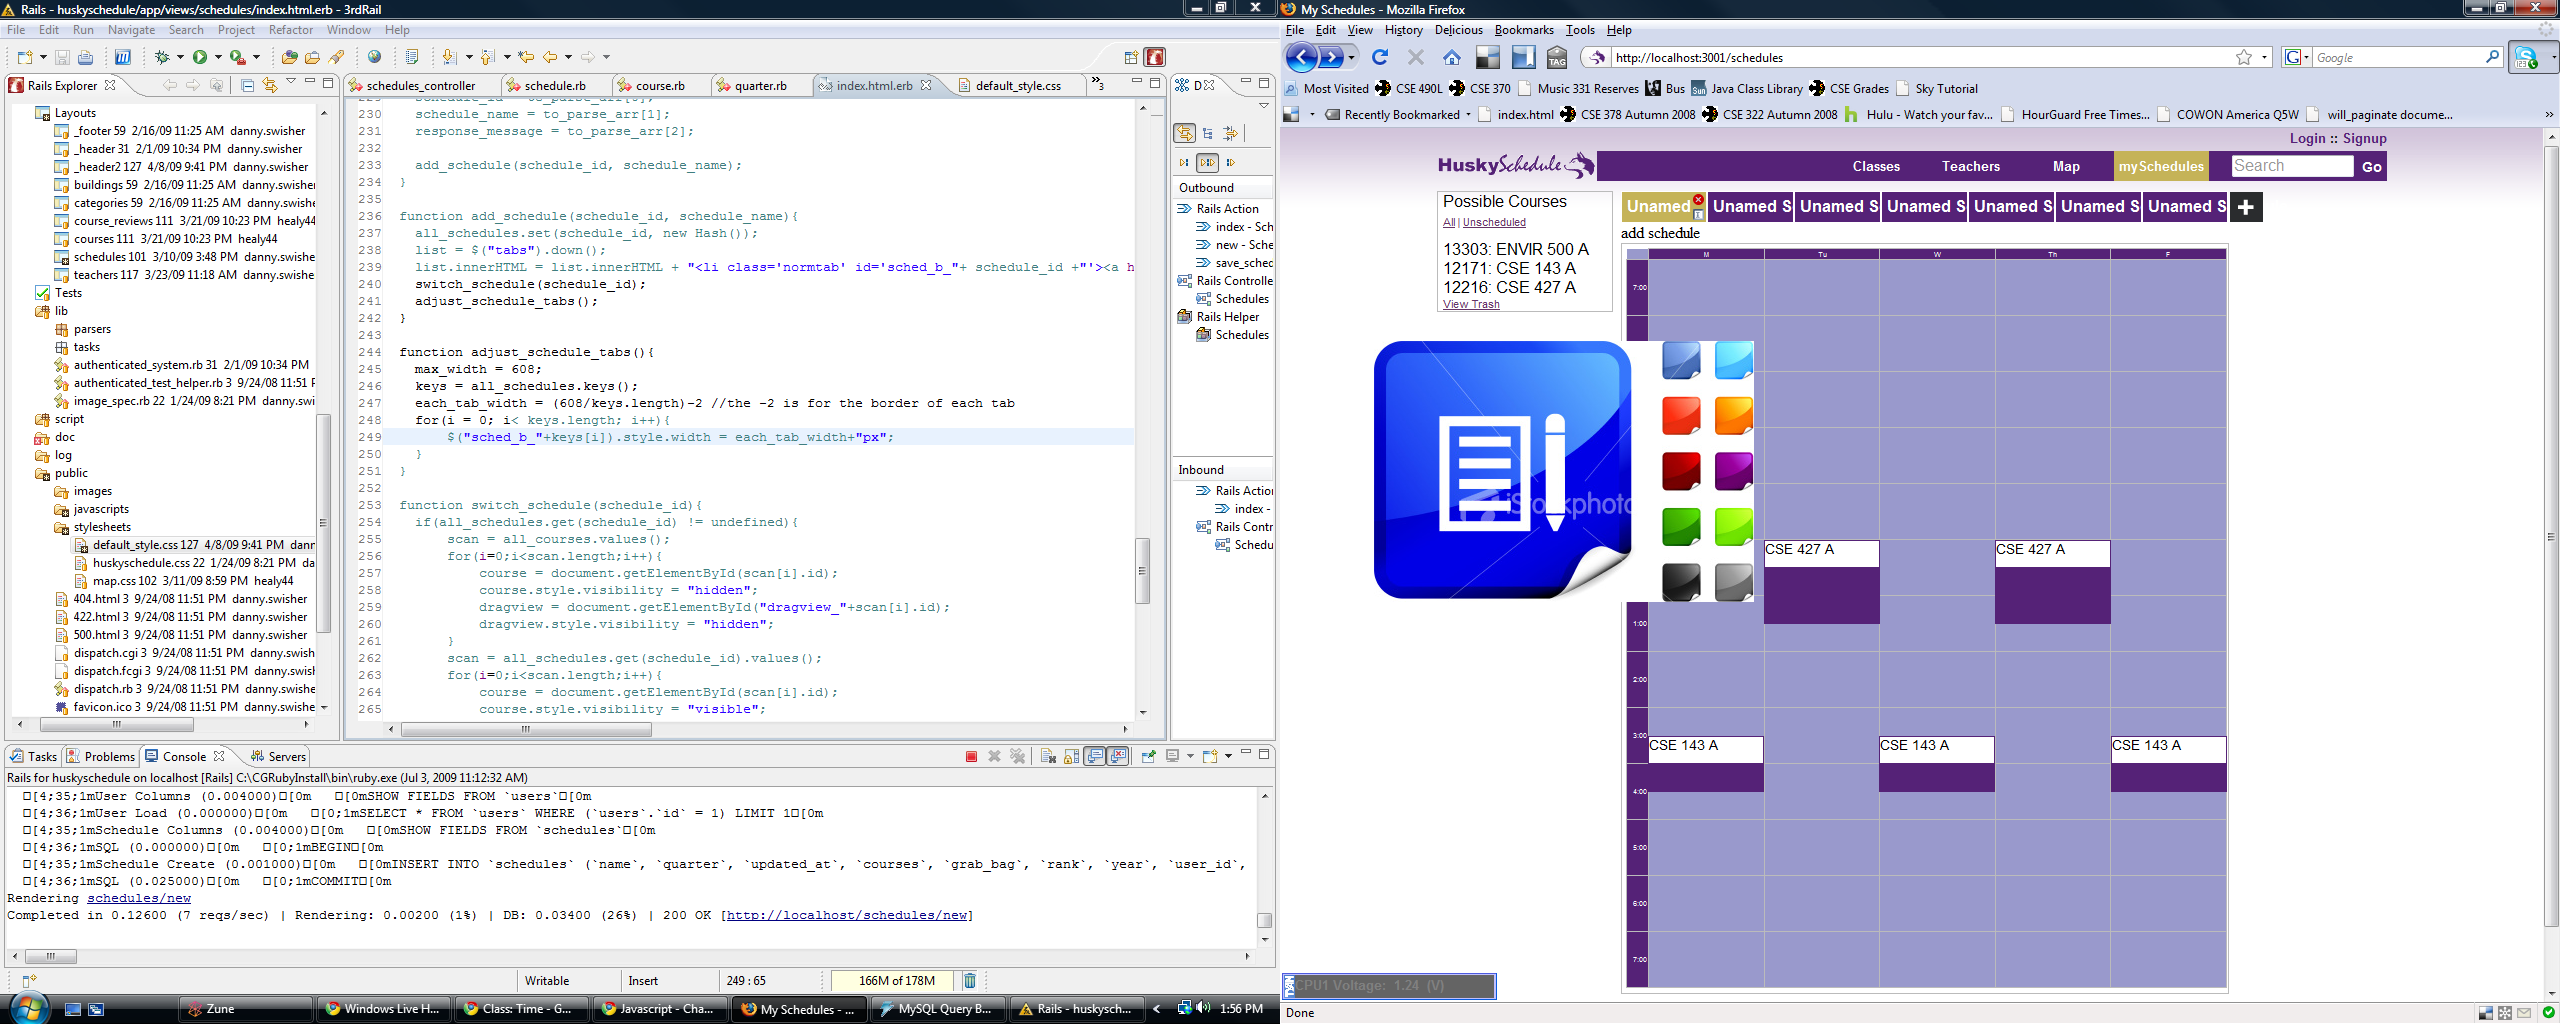 Rails - huskyschedule/app/views/schedules/index.html.erb - 3rdRail
File Edit Run Navigate Search Project Refactor Window Help
Rails Explorer
Layouts
_footer 59 2/16/09 11:25 AM danny.swisher
_header 31 2/1/09 10:34 PM danny.swisher
_header2 127 4/8/09 9:41 PM danny.swisher
buildings 59 2/16/09 11:25 AM danny.swisher
categories 59 2/16/09 11:25 AM danny.swisher
course_reviews 111 3/21/09 10:23 PM healy44
courses 111 3/21/09 10:23 PM healy44
schedules 101 3/10/09 3:48 PM danny.swisher
teachers 117 3/23/09 11:18 AM danny.swisher
Tests
lib
parsers
tasks
authenticated_system.rb 31 2/1/09 10:34 PM
authenticated_test_helper.rb 3 9/24/08 11:51 F
image_spec.rb 22 1/24/09 8:21 PM danny.swi
script
doc
log
public
images
javascripts
stylesheets
default_style.css 127 4/8/09 9:41 PM danr
huskyschedule.css 22 1/24/09 8:21 PM da
map.css 102 3/11/09 8:59 PM healy44
404.html 3 9/24/08 11:51 PM danny.swisher
422.html 3 9/24/08 11:51 PM danny.swisher
500.html 3 9/24/08 11:51 PM danny.swisher
dispatch.cgi 3 9/24/08 11:51 PM danny.swisl
dispatch.fcgi 3 9/24/08 11:51 PM danny.swis
dispatch.rb 3 9/24/08 11:51 PM danny.swishe
favicon.ico 3 9/24/08 11:51 PM danny.swishe
schedules_controller schedule.rb course.rb quarter.rb index.html.erb default_style.css »3
230 schedule_name = to_parse_arr[1];
231 response_message = to_parse_arr[2];
232
233 add_schedule(schedule_id, schedule_name);
234 }
235
236 function add_schedule(schedule_id, schedule_name){
237 all_schedules.set(schedule_id, new Hash());
238 list = $("tabs").down();
239 list.innerHTML = list.innerHTML + "<li class='normtab' id='sched_b_"+ schedule_id +"'><a h
240 switch_schedule(schedule_id);
241 adjust_schedule_tabs();
242 }
243
244 function adjust_schedule_tabs(){
245 max_width = 608;
246 keys = all_schedules.keys();
247 each_tab_width = (608/keys.length)-2 //the -2 is for the border of each tab
248 for(i = 0; i< keys.length; i++){
249 $("sched_b_"+keys[i]).style.width = each_tab_width+"px";
250 }
251 }
252
253 function switch_schedule(schedule_id){
254 if(all_schedules.get(schedule_id) != undefined){
255 scan = all_courses.values();
256 for(i=0;i<scan.length;i++){
257 course = document.getElementById(scan[i].id);
258 course.style.visibility = "hidden";
259 dragview = document.getElementById("dragview_"+scan[i].id);
260 dragview.style.visibility = "hidden";
261 }
262 scan = all_schedules.get(schedule_id).values();
263 for(i=0;i<scan.length;i++){
264 course = document.getElementById(scan[i].id);
265 course.style.visibility = "visible";
D
Outbound
Rails Action
index - Sch
new - Sche
save_sched
Rails Controlle
Schedules
Rails Helper
Schedules
Inbound
Rails Action
index -
Rails Contr
Schedu
Tasks Problems Console Servers
Rails for huskyschedule on localhost [Rails] C:\CGRubyInstall\bin\ruby.exe (Jul 3, 2009 11:12:32 AM)
□[4;35;1mUser Columns (0.004000)□[0m □[0mSHOW FIELDS FROM `users`□[0m
□[4;36;1mUser Load (0.000000)□[0m □[0;1mSELECT * FROM `users` WHERE (`users`.`id` = 1) LIMIT 1□[0m
□[4;35;1mSchedule Columns (0.004000)□[0m □[0mSHOW FIELDS FROM `schedules`□[0m
□[4;36;1mSQL (0.000000)□[0m □[0;1mBEGIN□[0m
□[4;35;1mSchedule Create (0.001000)□[0m □[0mINSERT INTO `schedules` (`name`, `quarter`, `updated_at`, `courses`, `grab_bag`, `rank`, `year`, `user_id`,
□[4;36;1mSQL (0.025000)□[0m □[0;1mCOMMIT□[0m
Rendering schedules/new
Completed in 0.12600 (7 reqs/sec) | Rendering: 0.00200 (1%) | DB: 0.03400 (26%) | 200 OK [http://localhost/schedules/new]
Writable Insert 249 : 65 166M of 178M
Zune Windows Live H... Class: Time - G... Javascript - Cha... My Schedules - ... MySQL Query B... Rails - huskysch... 1:56 PM
My Schedules - Mozilla Firefox
File Edit View History Delicious Bookmarks Tools Help
TAG http://localhost:3001/schedules Google
Most Visited CSE 490L CSE 370 Music 331 Reserves Bus Java Class Library CSE Grades Sky Tutorial
Recently Bookmarked index.html CSE 378 Autumn 2008 CSE 322 Autumn 2008 Hulu - Watch your fav... HourGuard Free Times... COWON America Q5W will_paginate docume...
Login :: Signup
HuskySchedule Classes Teachers Map mySchedules Search Go
Possible Courses
All | Unscheduled
13303: ENVIR 500 A
12171: CSE 143 A
12216: CSE 427 A
View Trash
Unamed Unamed S Unamed S Unamed S Unamed S Unamed S Unamed S +
add schedule
M Tu W Th F
7:00
iStockphoto
CSE 427 A CSE 427 A
1:00
2:00
3:00
CSE 143 A CSE 143 A CSE 143 A
4:00
5:00
6:00
7:00
CPU1 Voltage: 1.24 (V)
Done